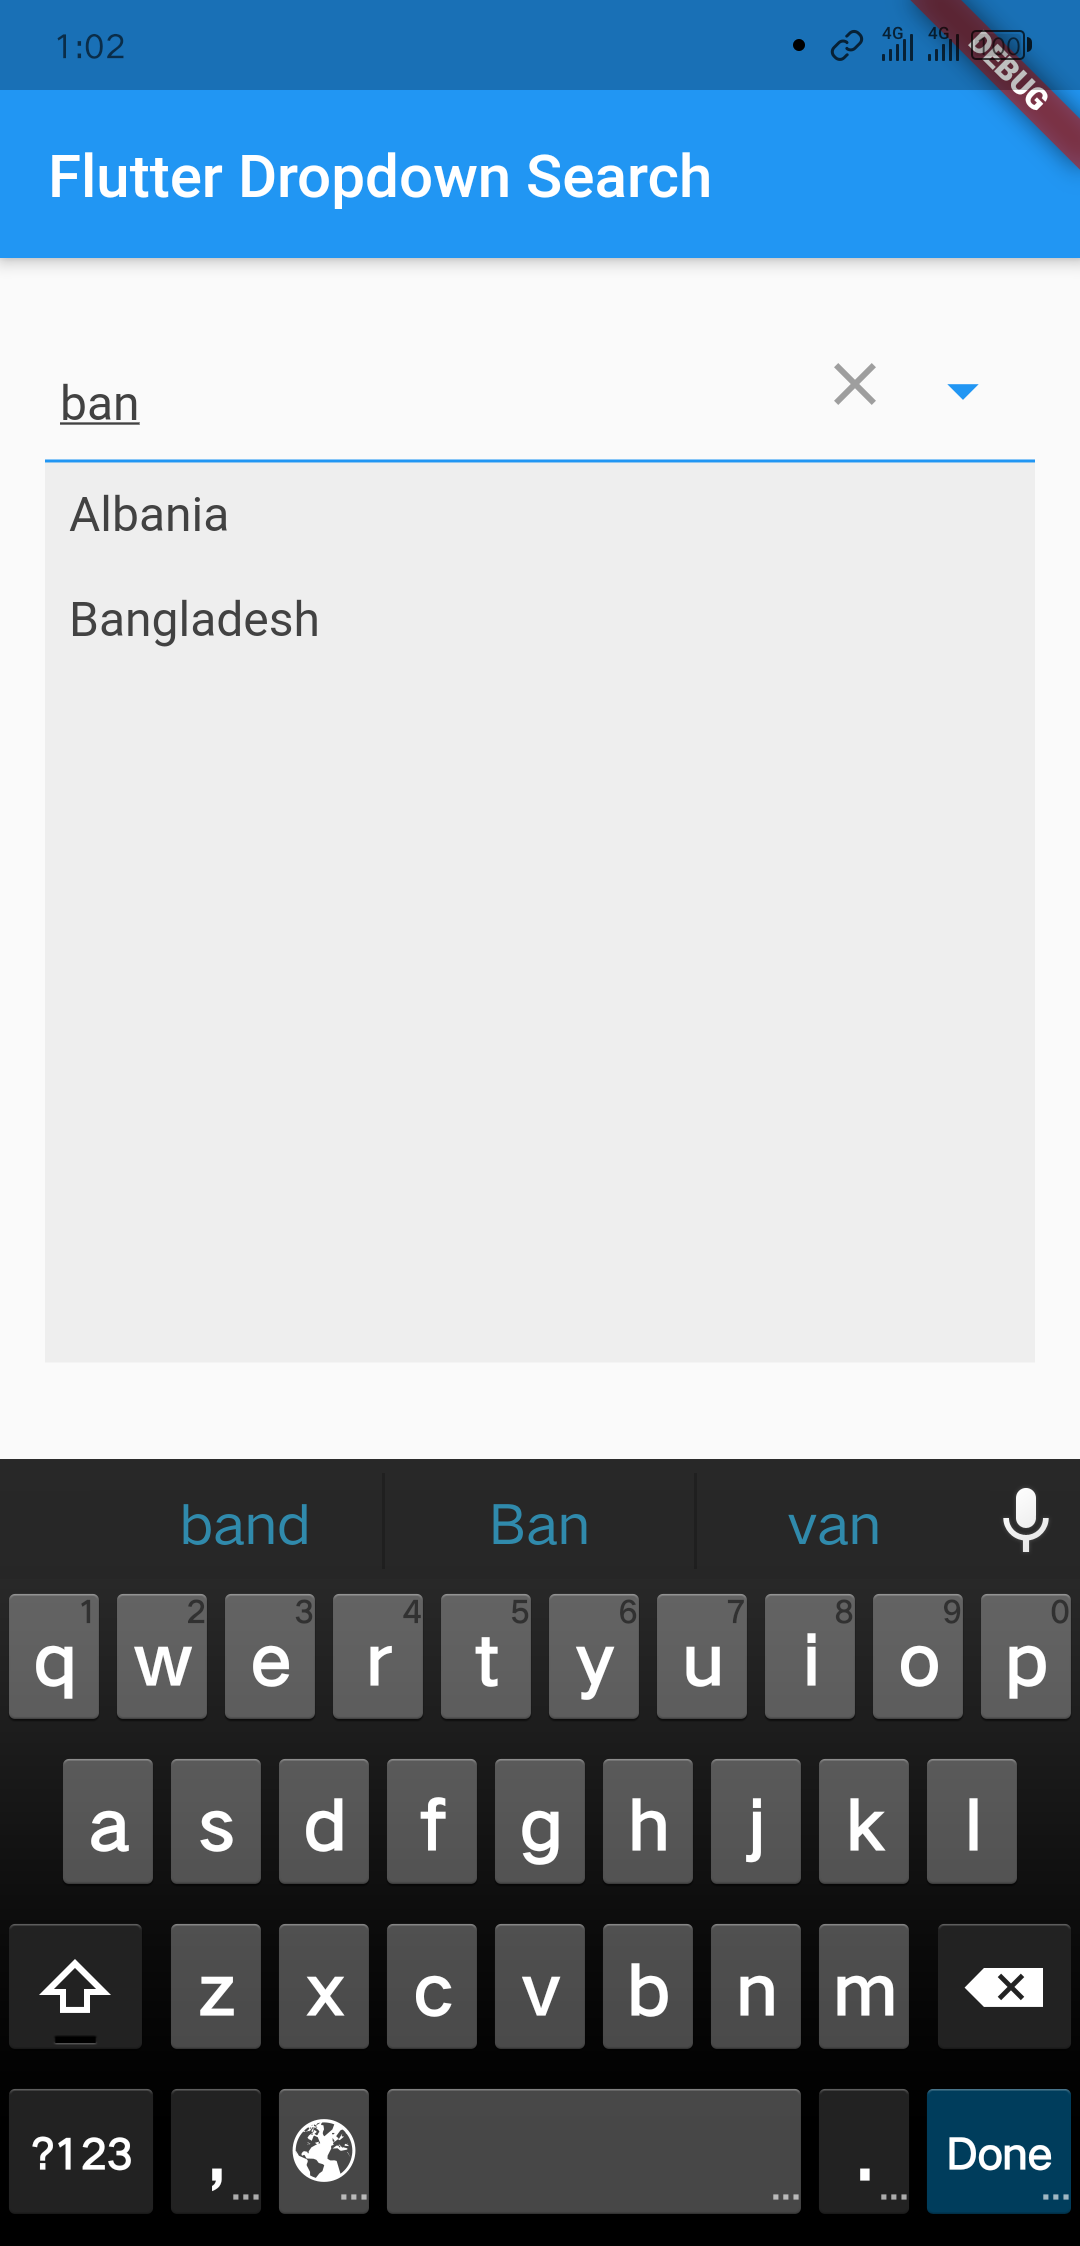 1:02
4G 4G 100
DEBUG
Flutter Dropdown Search
ban
Albania
Bangladesh
band Ban van
1 2 3 4 5 6 7 8 9 0
q w e r t y u i o p
a s d f g h j k l
z x c v b n m
?123 , . Done